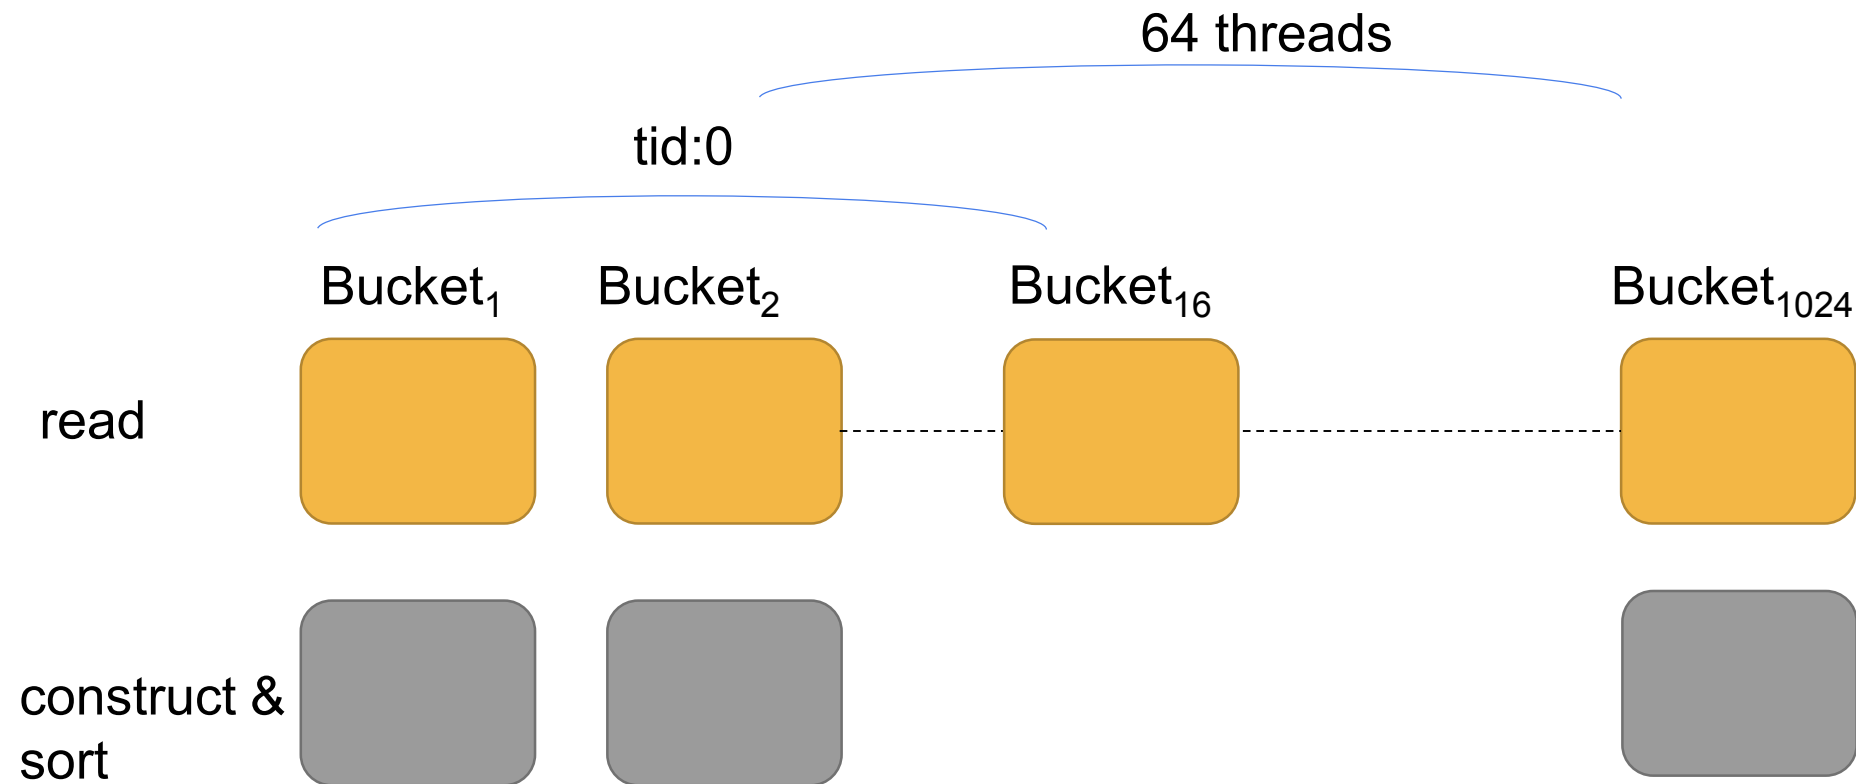 64 threads
tid:0
Bucket₁ Bucket₂ Bucket₁₆ Bucket₁₀₂₄
read
construct &
sort